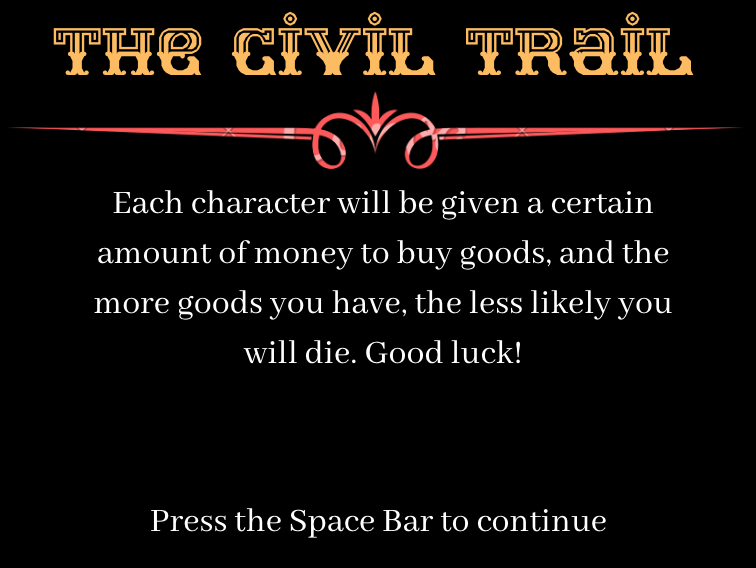 THe CiViL TRaiL
Each character will be given a certain
amount of money to buy goods, and the
more goods you have, the less likely you
will die. Good luck!
Press the Space Bar to continue